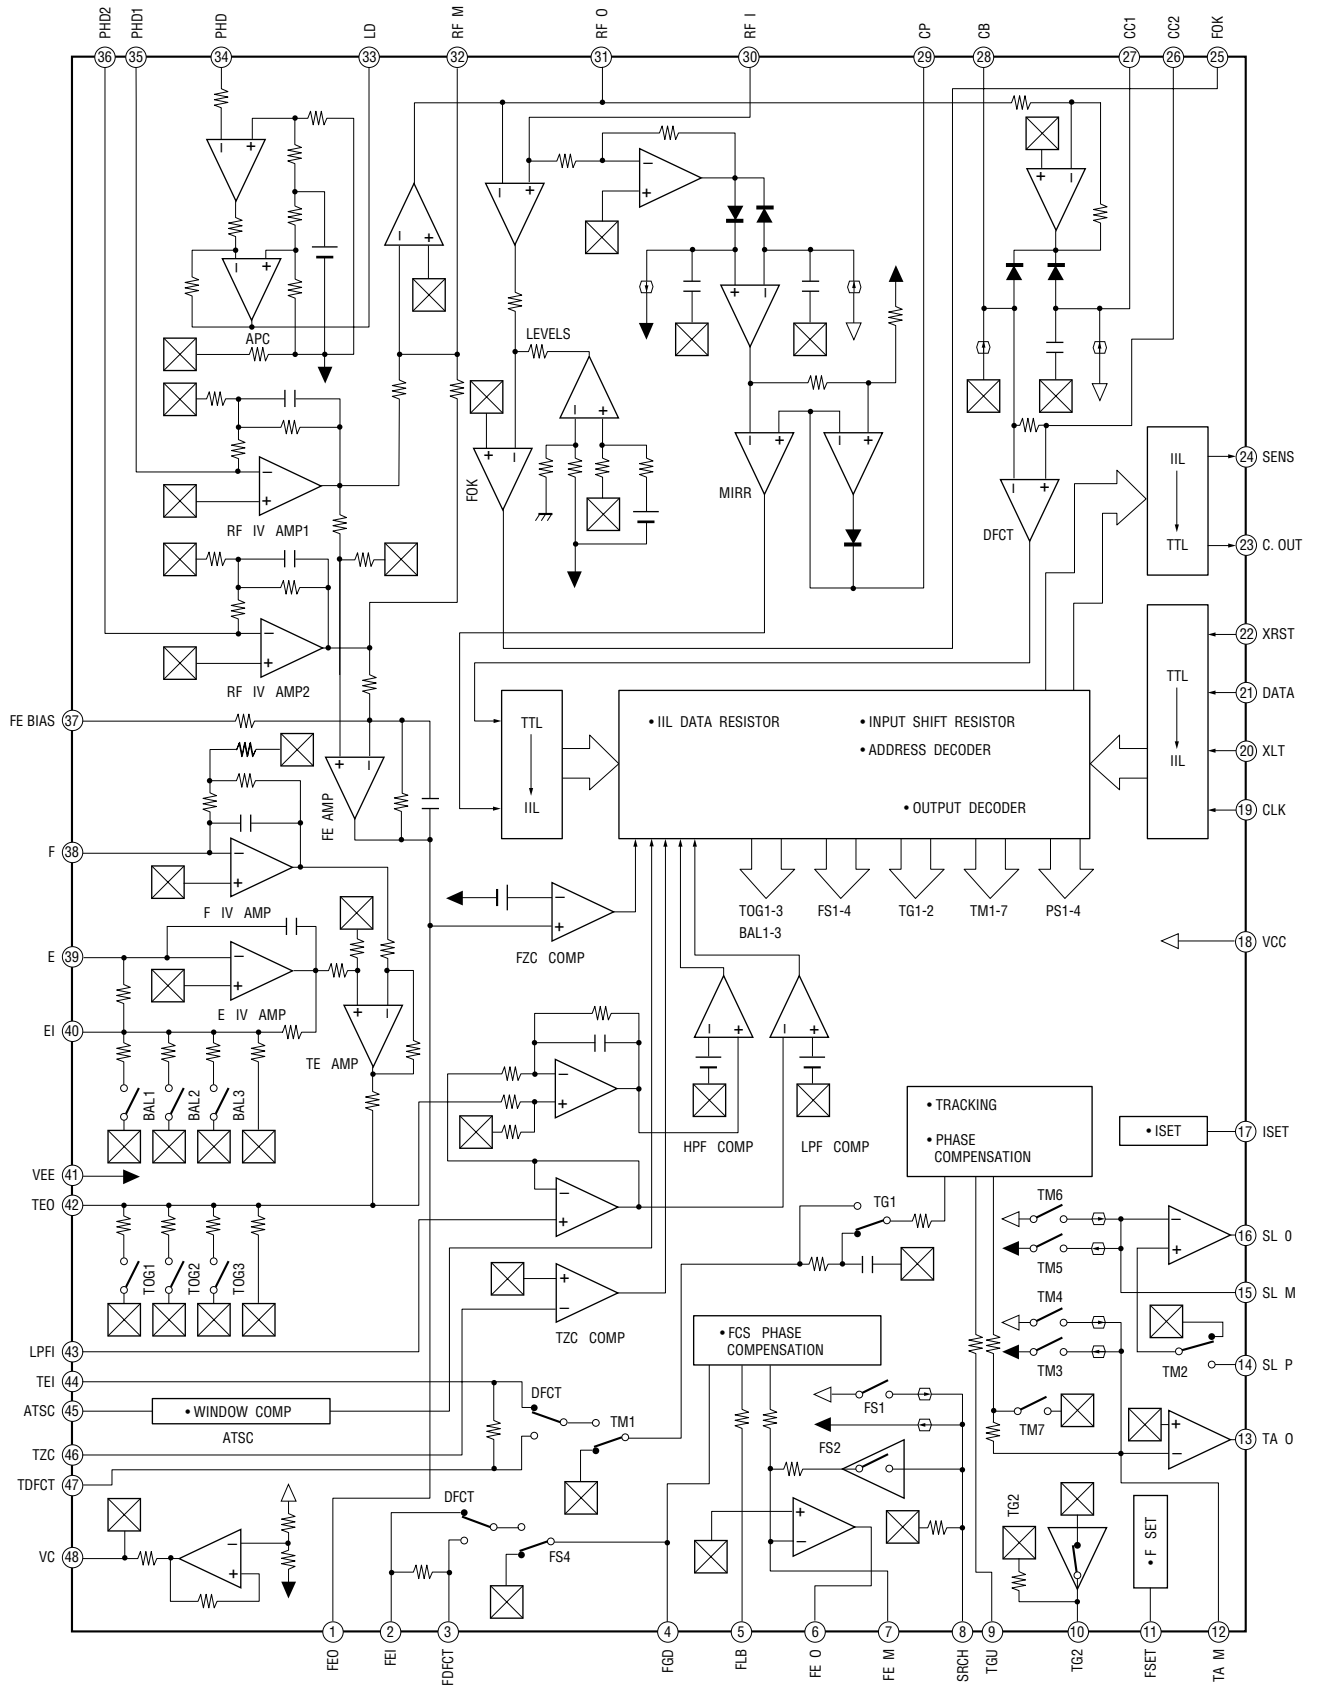 PHD2
PHD1
PHD
LD
RF M
RF O
RF I
CP
CB
CC1
CC2
FOK
36
35
34
33
32
31
30
29
28
27
26
25
APC
LEVELS
FOK
MIRR
DFCT
IIL
TTL
24 SENS
23 C. OUT
RF IV AMP1
RF IV AMP2
TTL
IIL
22 XRST
21 DATA
20 XLT
19 CLK
FE BIAS 37
FE AMP
TTL
IIL
• IIL DATA RESISTOR
• INPUT SHIFT RESISTOR
• ADDRESS DECODER
• OUTPUT DECODER
F 38
F IV AMP
TOG1-3
BAL1-3
FS1-4
TG1-2
TM1-7
PS1-4
FZC COMP
18 VCC
E 39
E IV AMP
EI 40
TE AMP
BAL1
BAL2
BAL3
HPF COMP
LPF COMP
• TRACKING
• PHASE
COMPENSATION
• ISET
17 ISET
VEE 41
TEO 42
TG1
TM6
TM5
16 SL O
TOG1
TOG2
TOG3
TZC COMP
15 SL M
TM4
TM3
TM2
14 SL P
LPFI 43
• FCS PHASE
COMPENSATION
TEI 44
ATSC 45
• WINDOW COMP
ATSC
DFCT
TM1
FS1
FS2
TM7
13 TA O
TZC 46
TDFCT 47
DFCT
FS4
TG2
• F SET
VC 48
1
2
3
4
5
6
7
8
9
10
11
12
FEO
FEI
FDFCT
FGD
FLB
FE O
FE M
SRCH
TGU
TG2
FSET
TA M